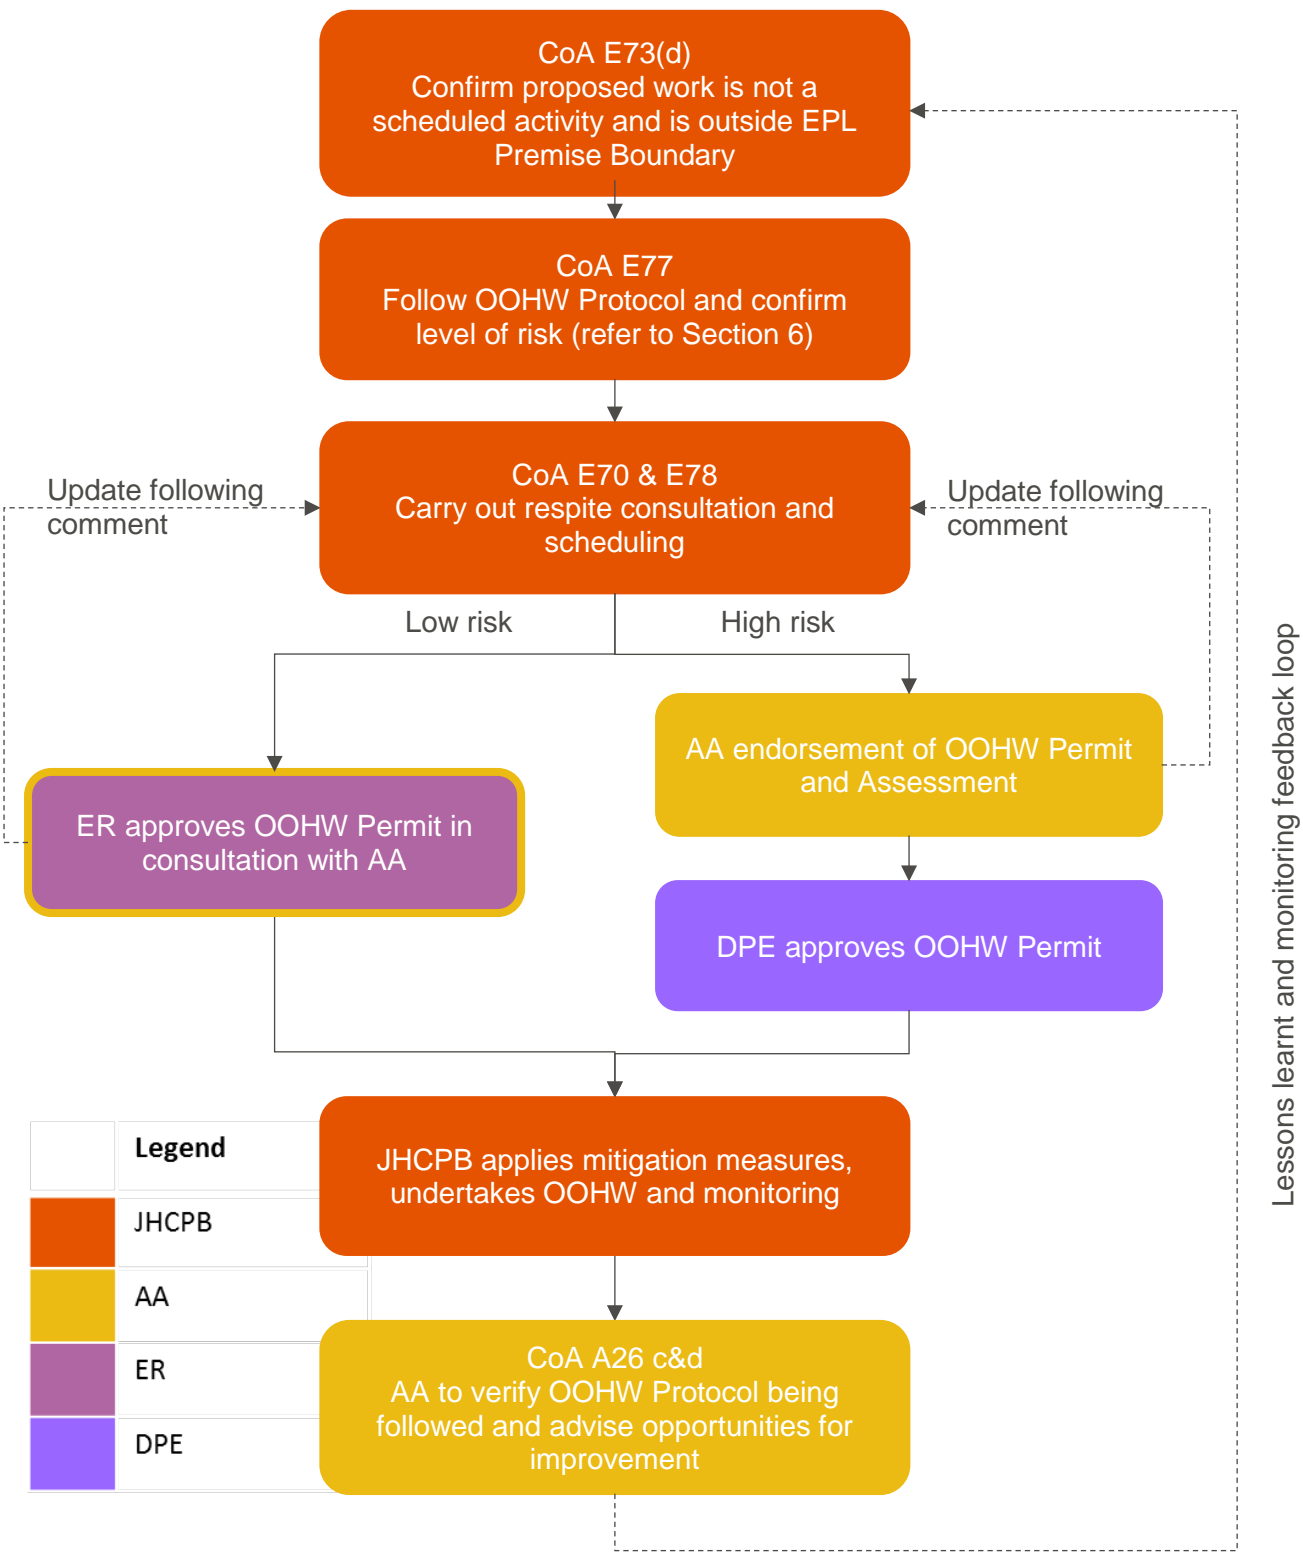 CoA E73(d)
Confirm proposed work is not a
scheduled activity and is outside EPL
Premise Boundary
CoA E77
Follow OOHW Protocol and confirm
level of risk (refer to Section 6)
Update following
comment
CoA E70 & E78
Carry out respite consultation and
scheduling
Update following
comment
Low risk
High risk
AA endorsement of OOHW Permit
and Assessment
ER approves OOHW Permit in
consultation with AA
DPE approves OOHW Permit
Lessons learnt and monitoring feedback loop
JHCPB applies mitigation measures,
undertakes OOHW and monitoring
Legend
JHCPB
AA
ER
DPE
CoA A26 c&d
AA to verify OOHW Protocol being
followed and advise opportunities for
improvement